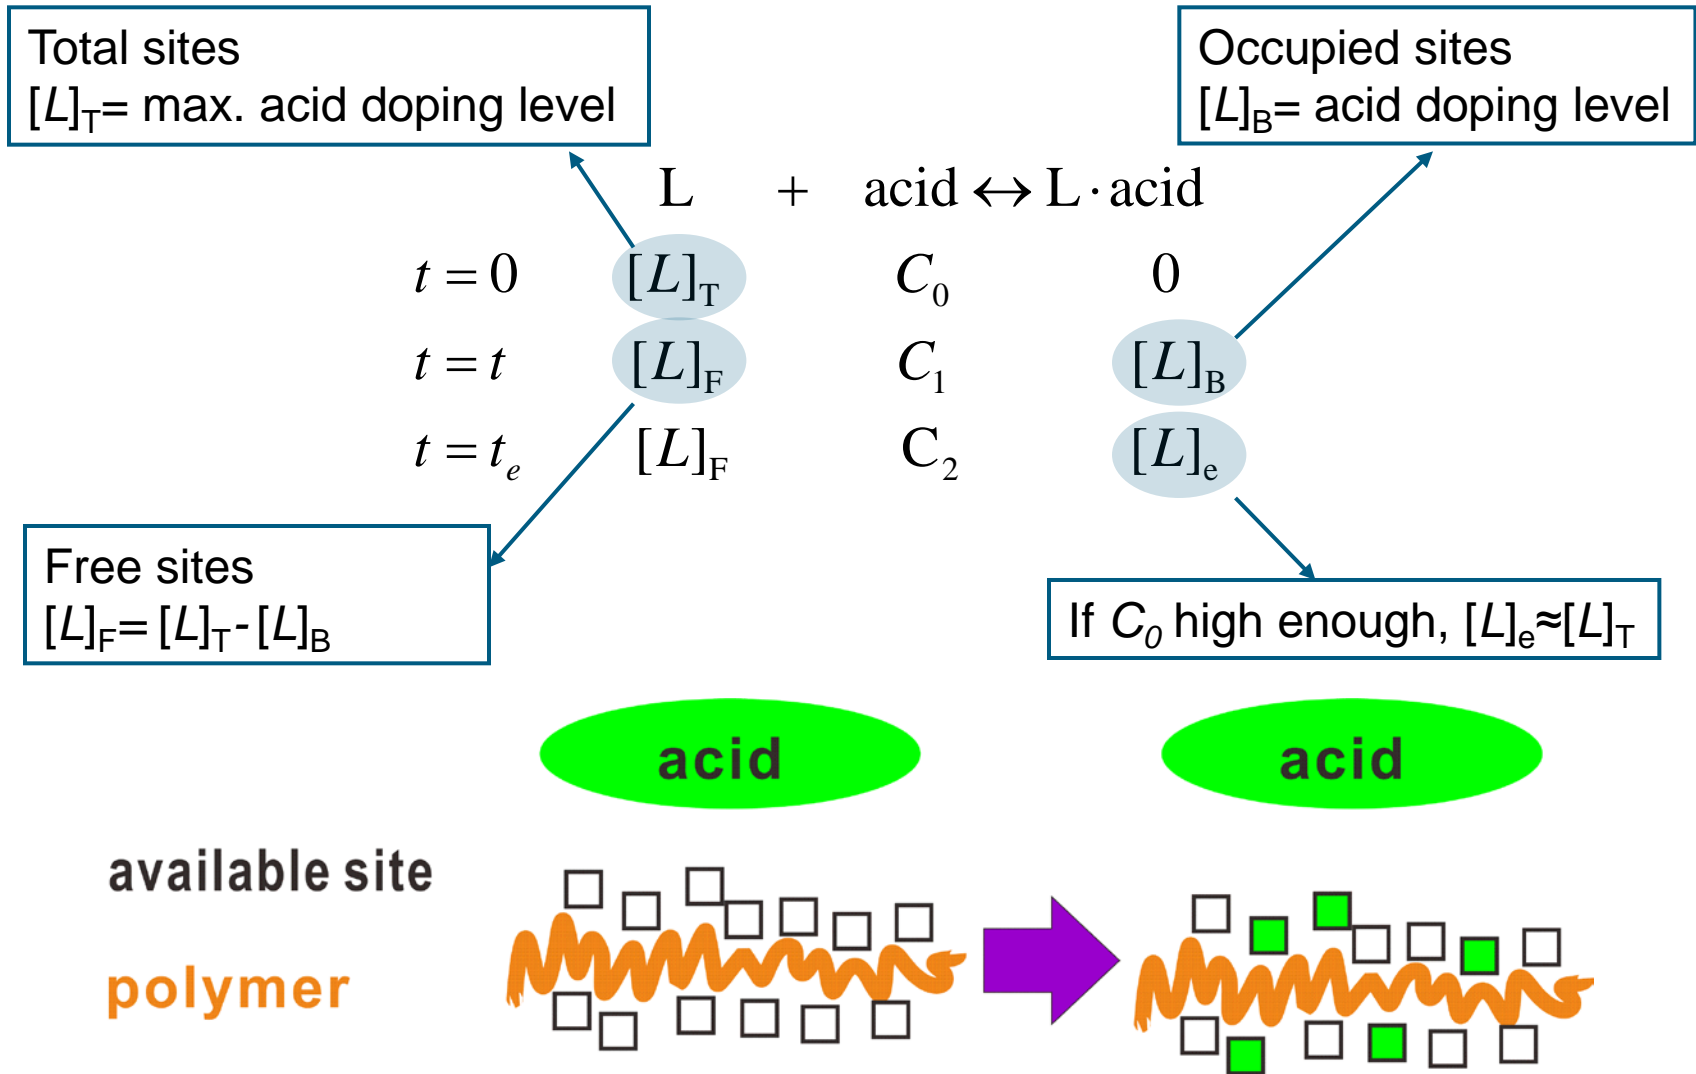 Total sites
[L]T= max. acid doping level
Occupied sites
[L]B= acid doping level
L + acid ↔ L · acid
t = 0 [L]T C0 0
t = t [L]F C1 [L]B
t = te [L]F C2 [L]e
Free sites
[L]F= [L]T- [L]B
If C0 high enough, [L]e≈[L]T
acid
acid
available site
polymer